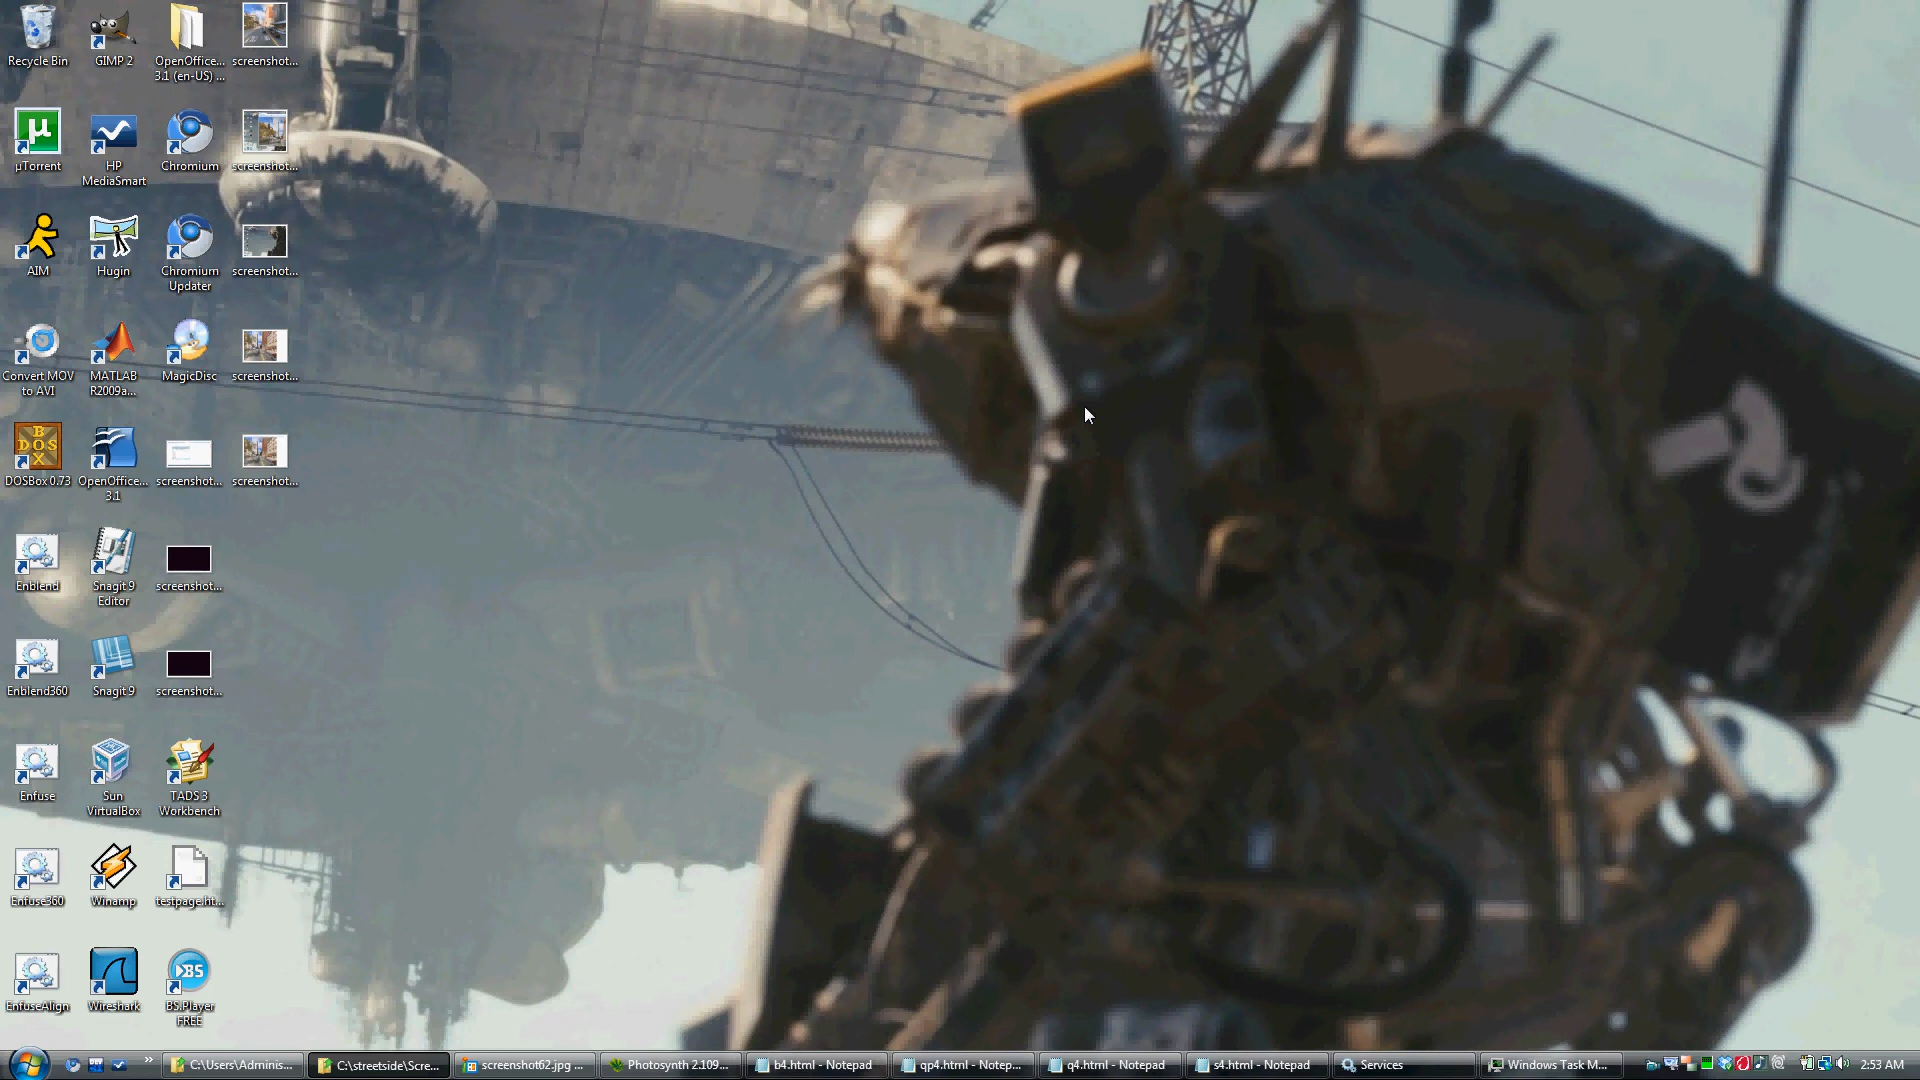 Recycle Bin
GIMP 2
OpenOffice...
3.1 (en-US) ...
screenshot...
µTorrent
HP
MediaSmart
Chromium
screenshot...
AIM
Hugin
Chromium
Updater
screenshot...
Convert MOV
to AVI
MATLAB
R2009a...
MagicDisc
screenshot...
DOSBox 0.73
OpenOffice...
3.1
screenshot...
screenshot...
Enblend
Snagit 9
Editor
screenshot...
Enblend360
Snagit 9
screenshot...
Enfuse
Sun
VirtualBox
TADS 3
Workbench
Enfuse360
Winamp
testpage.ht...
EnfuseAlign
Wireshark
BS.Player
FREE
C:\Users\Adminis...
C:\streetside\Scre...
screenshot62.jpg ...
Photosynth 2.109...
b4.html - Notepad
qp4.html - Notep...
q4.html - Notepad
s4.html - Notepad
Services
Windows Task M...
2:53 AM